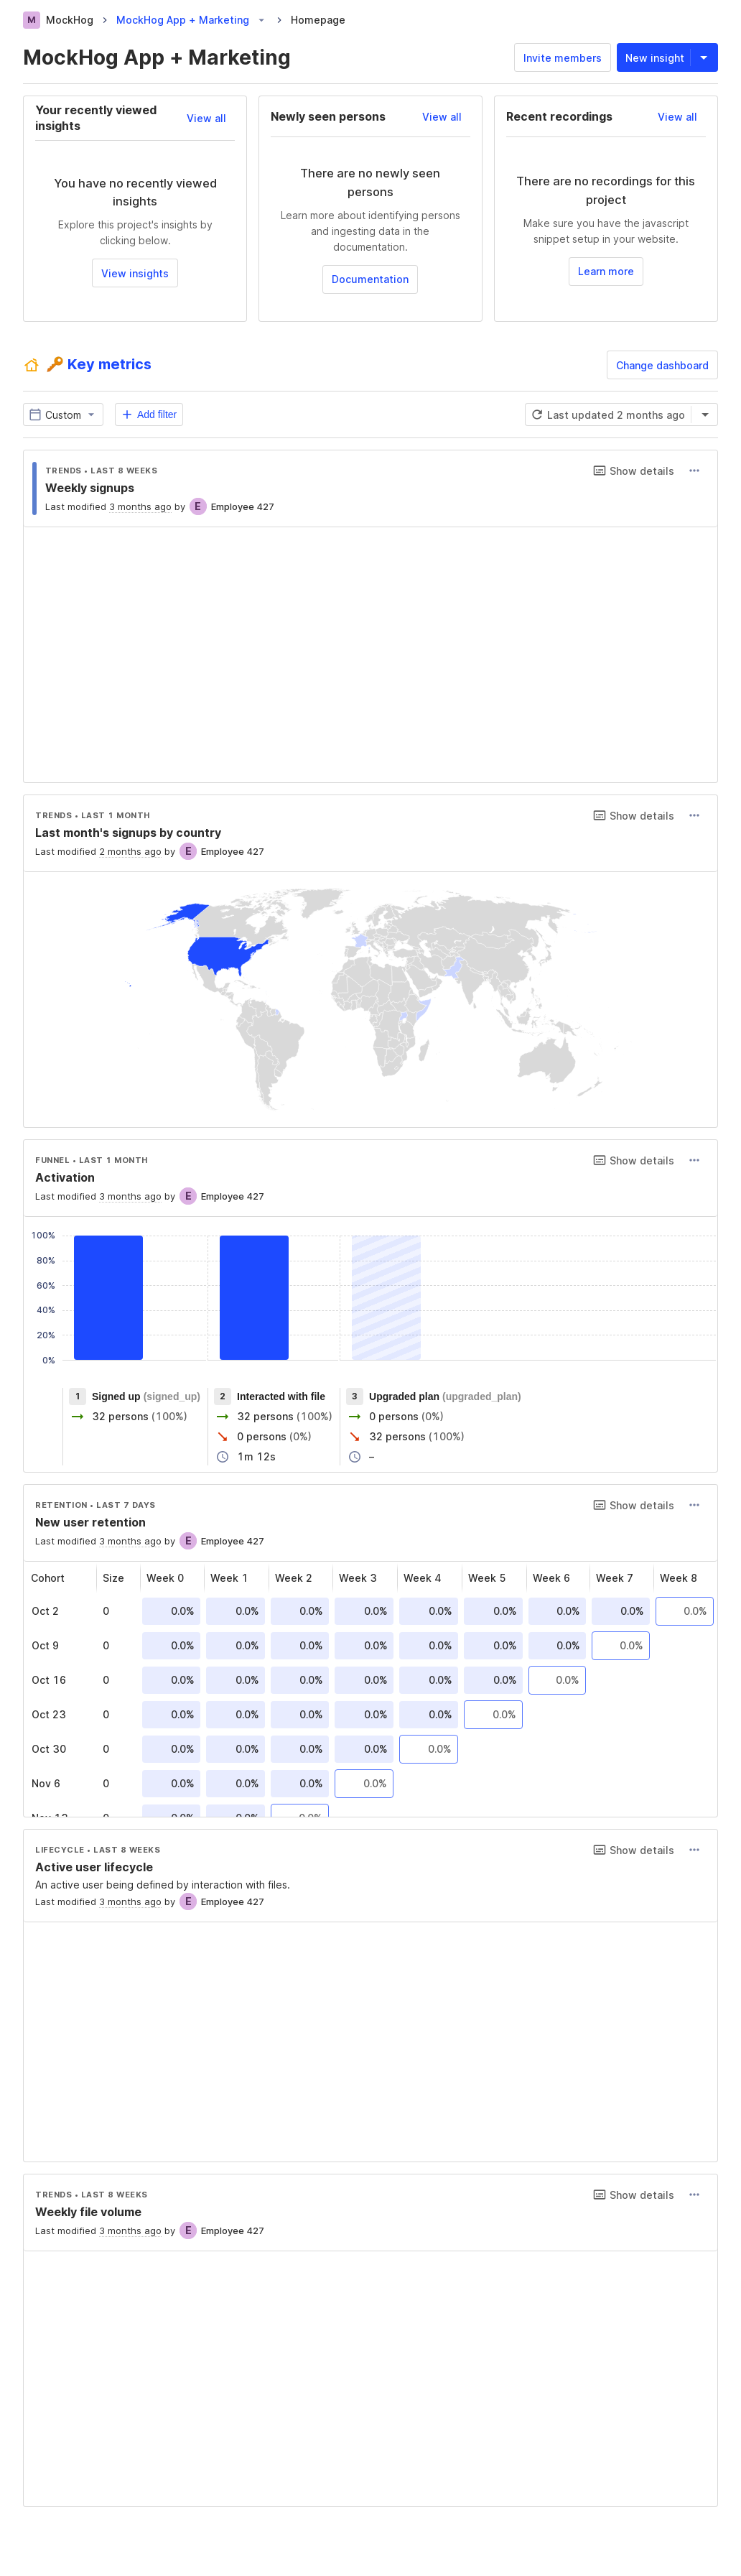 M MockHog > MockHog App + Marketing > Homepage
MockHog App + Marketing
Invite members
New insight
Your recently viewed
insights
View all
You have no recently viewed
insights
Explore this project's insights by
clicking below.
View insights
Newly seen persons
View all
There are no newly seen
persons
Learn more about identifying persons
and ingesting data in the
documentation.
Documentation
Recent recordings
View all
There are no recordings for this
project
Make sure you have the javascript
snippet setup in your website.
Learn more
Key metrics
Change dashboard
Custom
Add filter
Last updated 2 months ago
TRENDS • LAST 8 WEEKS
Show details
Weekly signups
Last modified 3 months ago by E Employee 427
TRENDS • LAST 1 MONTH
Show details
Last month's signups by country
Last modified 2 months ago by E Employee 427
FUNNEL • LAST 1 MONTH
Show details
Activation
Last modified 3 months ago by E Employee 427
100%
80%
60%
40%
20%
0%
1 Signed up (signed_up)
32 persons (100%)
2 Interacted with file
32 persons (100%)
0 persons (0%)
1m 12s
3 Upgraded plan (upgraded_plan)
0 persons (0%)
32 persons (100%)
–
RETENTION • LAST 7 DAYS
Show details
New user retention
Last modified 3 months ago by E Employee 427
Cohort Size Week 0 Week 1 Week 2 Week 3 Week 4 Week 5 Week 6 Week 7 Week 8
Oct 2 0 0.0% 0.0% 0.0% 0.0% 0.0% 0.0% 0.0% 0.0% 0.0%
Oct 9 0 0.0% 0.0% 0.0% 0.0% 0.0% 0.0% 0.0% 0.0%
Oct 16 0 0.0% 0.0% 0.0% 0.0% 0.0% 0.0% 0.0%
Oct 23 0 0.0% 0.0% 0.0% 0.0% 0.0% 0.0%
Oct 30 0 0.0% 0.0% 0.0% 0.0% 0.0%
Nov 6 0 0.0% 0.0% 0.0% 0.0%
Nov 13 0 0.0% 0.0% 0.0%
LIFECYCLE • LAST 8 WEEKS
Show details
Active user lifecycle
An active user being defined by interaction with files.
Last modified 3 months ago by E Employee 427
TRENDS • LAST 8 WEEKS
Show details
Weekly file volume
Last modified 3 months ago by E Employee 427